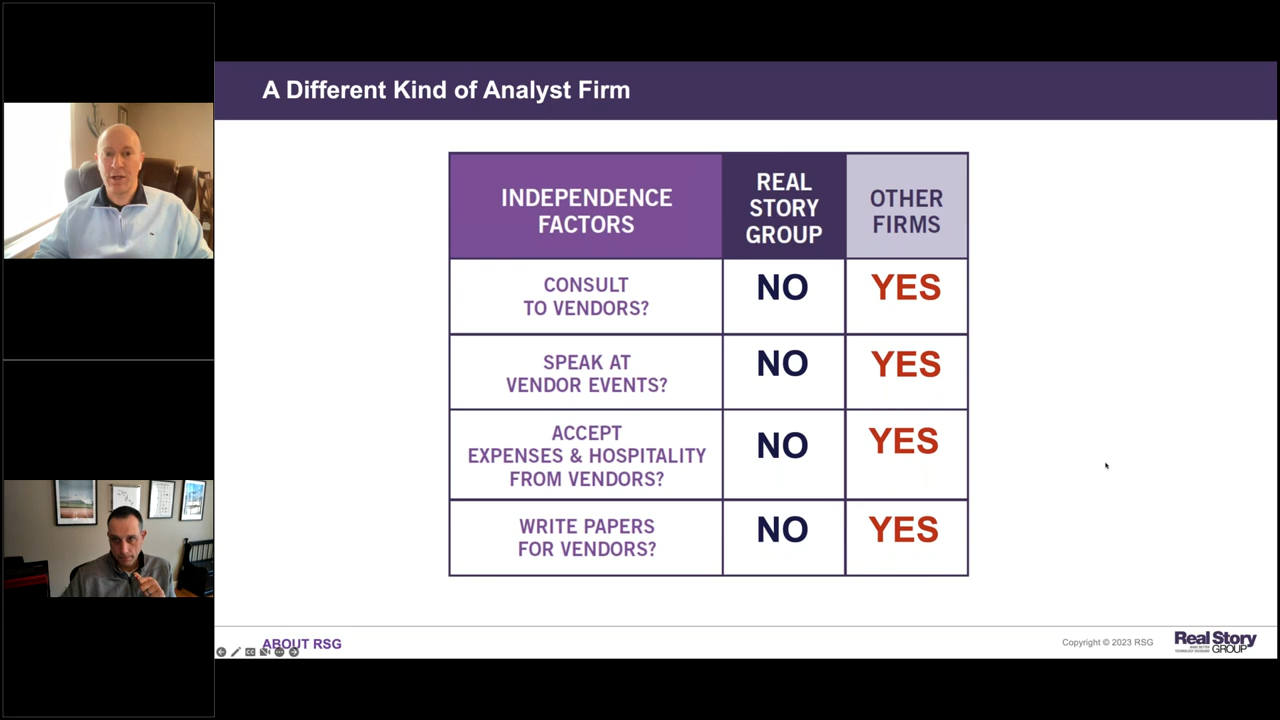 A Different Kind of Analyst Firm
INDEPENDENCE
FACTORS
REAL
STORY
GROUP
OTHER
FIRMS
CONSULT
TO VENDORS?
NO
YES
SPEAK AT
VENDOR EVENTS?
NO
YES
ACCEPT
EXPENSES & HOSPITALITY
FROM VENDORS?
NO
YES
WRITE PAPERS
FOR VENDORS?
NO
YES
ABOUT RSG
Copyright © 2023 RSG
Real Story
GROUP